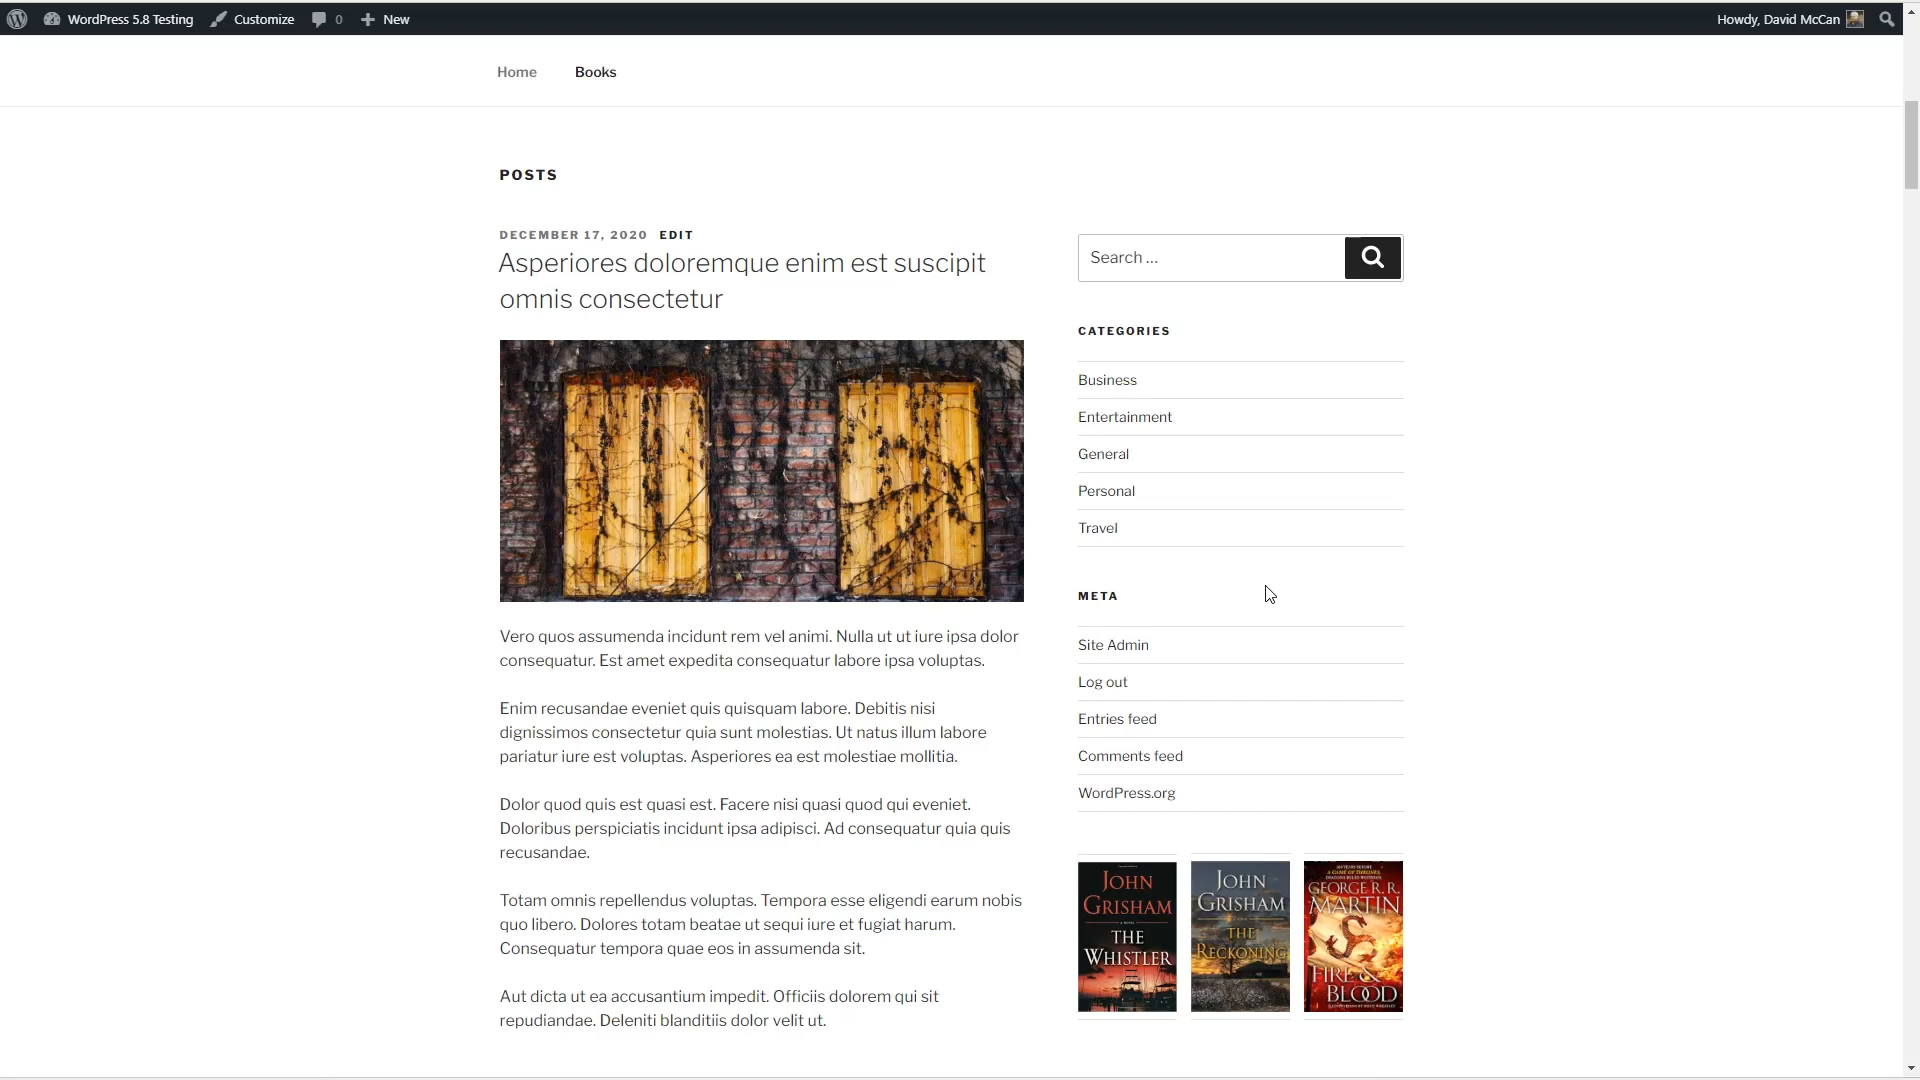 WordPress 5.8 Testing Customize 0 New Howdy, David McCan
Home Books
POSTS
DECEMBER 17, 2020 EDIT
Asperiores doloremque enim est suscipit
omnis consectetur
Vero quos assumenda incidunt rem vel animi. Nulla ut ut iure ipsa dolor
consequatur. Est amet expedita consequatur labore ipsa voluptas.
Enim recusandae eveniet quis quisquam labore. Debitis nisi
dignissimos consectetur quia sunt molestias. Ut natus illum labore
pariatur iure est voluptas. Asperiores ea est molestiae mollitia.
Dolor quod quis est quasi est. Facere nisi quasi quod qui eveniet.
Doloribus perspiciatis incidunt ipsa adipisci. Ad consequatur quia quis
recusandae.
Totam omnis repellendus voluptas. Tempora esse eligendi earum nobis
quo libero. Dolores totam beatae ut sequi iure et fugiat harum.
Consequatur tempora quae eos in assumenda sit.
Aut dicta ut ea accusantium impedit. Officiis dolorem qui sit
repudiandae. Deleniti blanditiis dolor velit ut.
Search …
CATEGORIES
Business
Entertainment
General
Personal
Travel
META
Site Admin
Log out
Entries feed
Comments feed
WordPress.org
JOHN
GRISHAM
THE
WHISTLER
JOHN
GRISHAM
THE
RECKONING
A GAME OF THRONES
GEORGE R. R.
MARTIN
FIRE &
BLOOD